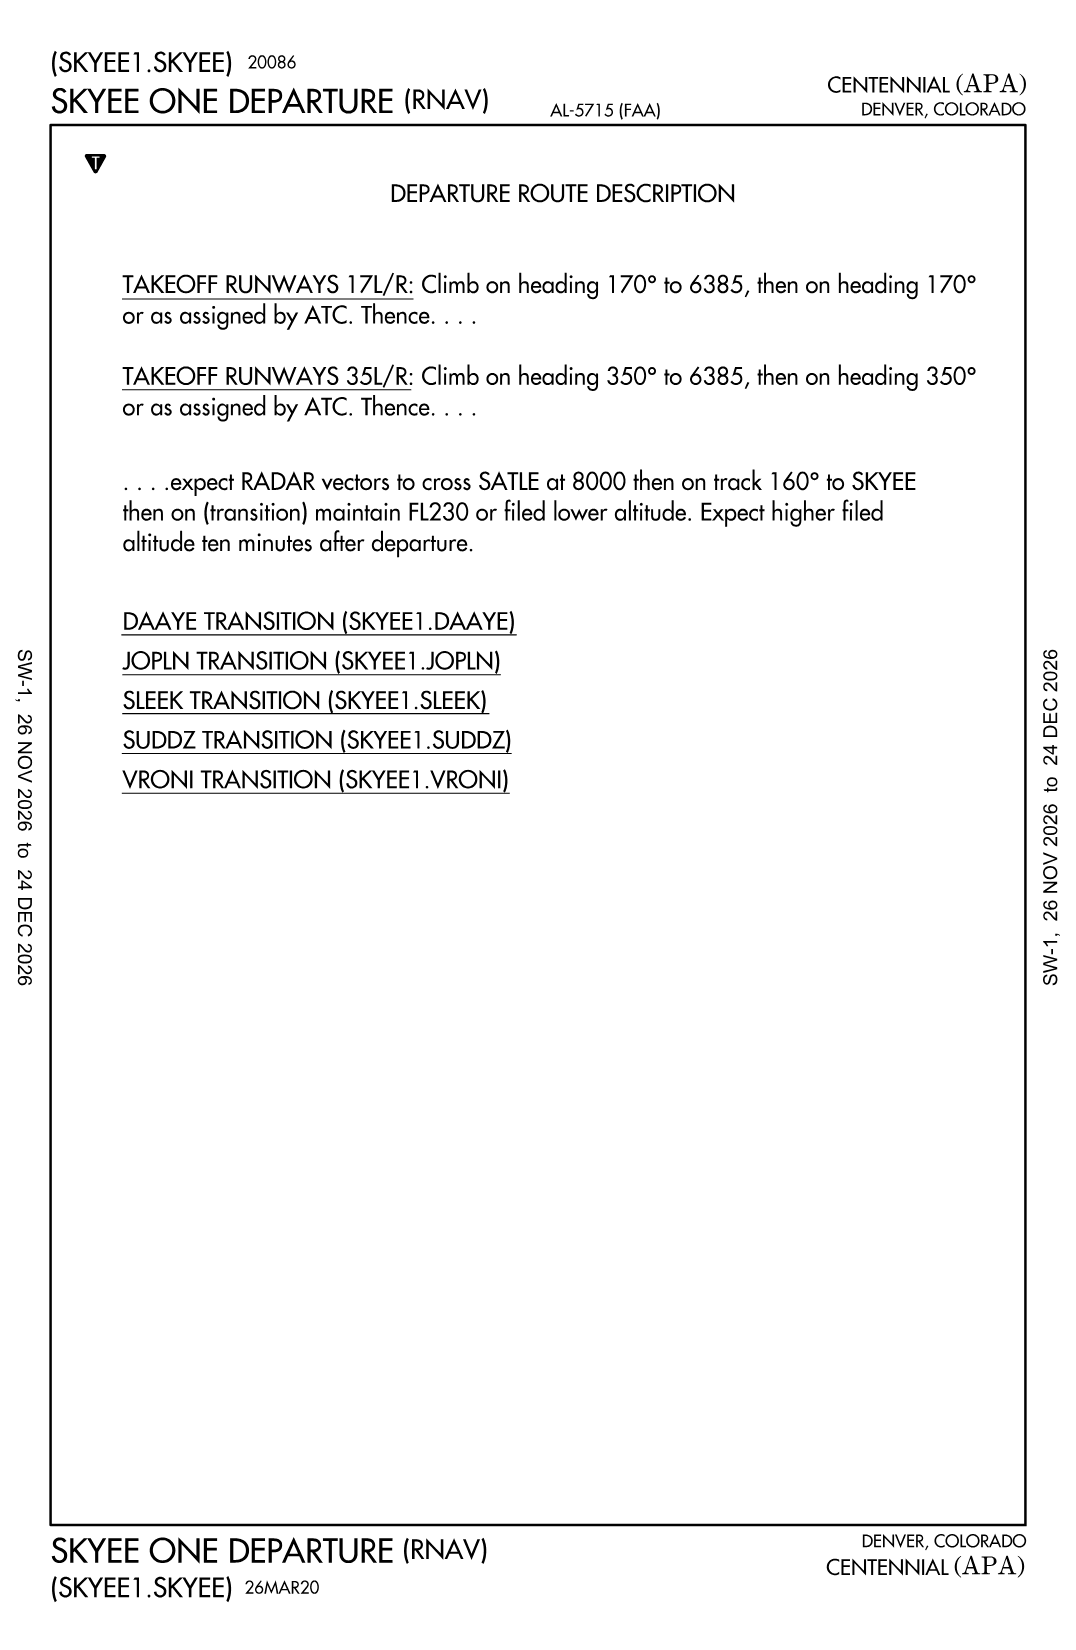 (SKYEE1.SKYEE) 20086
SKYEE ONE DEPARTURE (RNAV)
AL-5715 (FAA)
CENTENNIAL (APA)
DENVER, COLORADO
T
DEPARTURE ROUTE DESCRIPTION
TAKEOFF RUNWAYS 17L/R: Climb on heading 170° to 6385, then on heading 170°
or as assigned by ATC. Thence. . . .
TAKEOFF RUNWAYS 35L/R: Climb on heading 350° to 6385, then on heading 350°
or as assigned by ATC. Thence. . . .
. . . .expect RADAR vectors to cross SATLE at 8000 then on track 160° to SKYEE
then on (transition) maintain FL230 or filed lower altitude. Expect higher filed
altitude ten minutes after departure.
DAAYE TRANSITION (SKYEE1.DAAYE)
JOPLN TRANSITION (SKYEE1.JOPLN)
SLEEK TRANSITION (SKYEE1.SLEEK)
SUDDZ TRANSITION (SKYEE1.SUDDZ)
VRONI TRANSITION (SKYEE1.VRONI)
SW-1, 26 NOV 2026 to 24 DEC 2026
SW-1, 26 NOV 2026 to 24 DEC 2026
SKYEE ONE DEPARTURE (RNAV)
(SKYEE1.SKYEE) 26MAR20
DENVER, COLORADO
CENTENNIAL (APA)